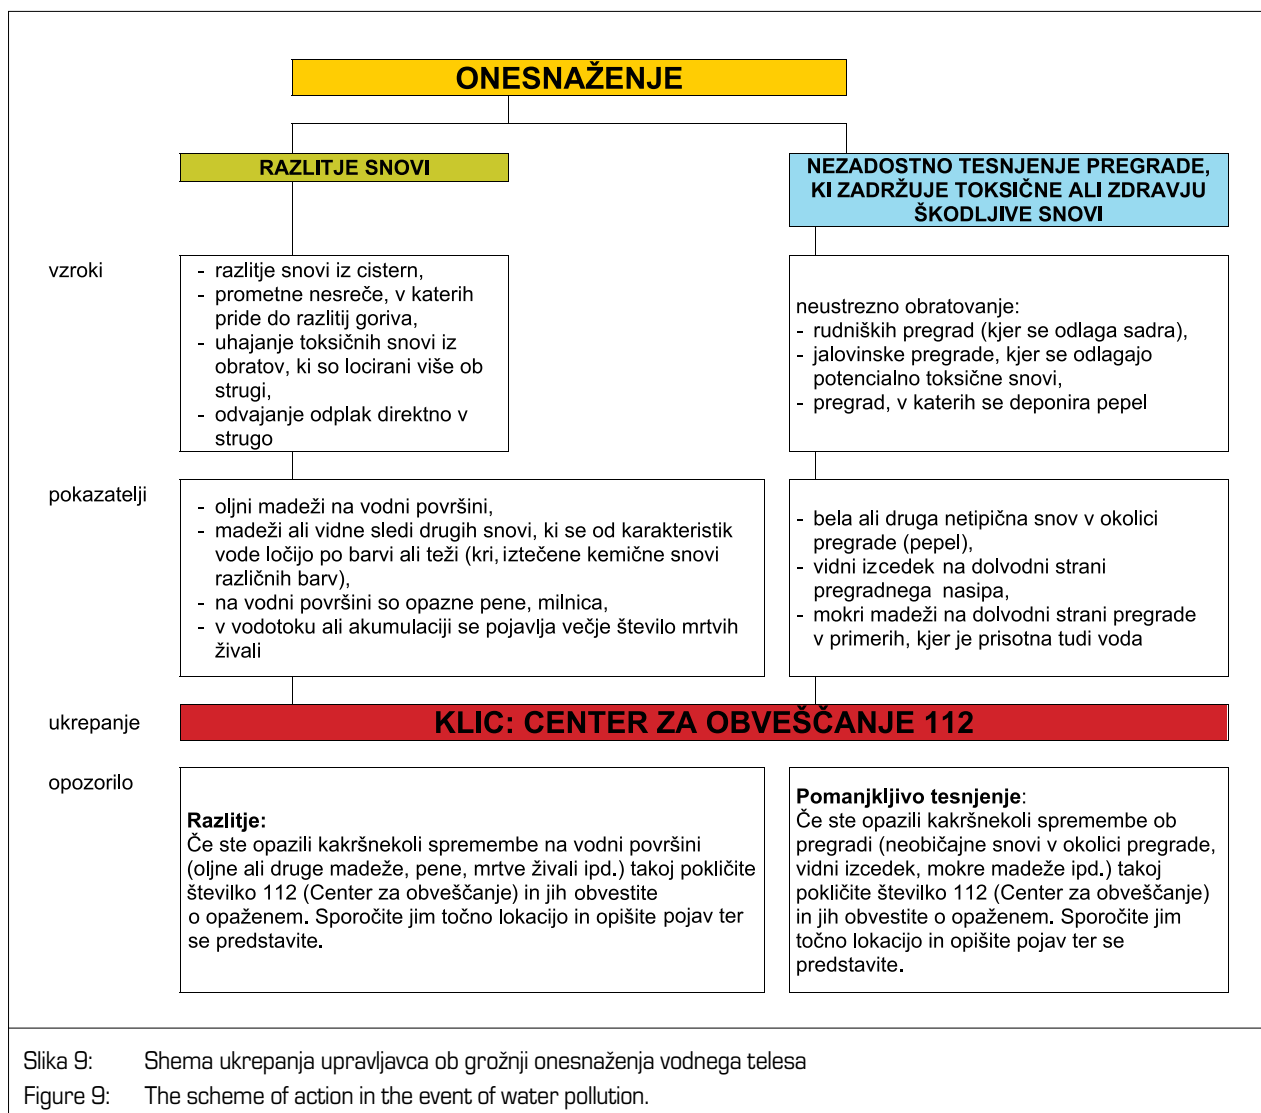 ONESNAŽENJE
RAZLITJE SNOVI
NEZADOSTNO TESNJENJE PREGRADE,
KI ZADRŽUJE TOKSIČNE ALI ZDRAVJU
ŠKODLJIVE SNOVI
vzroki
- razlitje snovi iz cistern,
- prometne nesreče, v katerih
pride do razlitij goriva,
- uhajanje toksičnih snovi iz
obratov, ki so locirani više ob
strugi,
- odvajanje odplak direktno v
strugo
neustrezno obratovanje:
- rudniških pregrad (kjer se odlaga sadra),
- jalovinske pregrade, kjer se odlagajo
potencialno toksične snovi,
- pregrad, v katerih se deponira pepel
pokazatelji
- oljni madeži na vodni površini,
- madeži ali vidne sledi drugih snovi, ki se od karakteristik
vode ločijo po barvi ali teži (kri, iztečene kemične snovi
različnih barv),
- na vodni površini so opazne pene, milnica,
- v vodotoku ali akumulaciji se pojavlja večje število mrtvih
živali
- bela ali druga netipična snov v okolici
pregrade (pepel),
- vidni izcedek na dolvodni strani
pregradnega nasipa,
- mokri madeži na dolvodni strani pregrade
v primerih, kjer je prisotna tudi voda
ukrepanje
KLIC: CENTER ZA OBVEŠČANJE 112
opozorilo
Razlitje:
Če ste opazili kakršnekoli spremembe na vodni površini
(oljne ali druge madeže, pene, mrtve živali ipd.) takoj pokličite
številko 112 (Center za obveščanje) in jih obvestite
o opaženem. Sporočite jim točno lokacijo in opišite pojav ter
se predstavite.
Pomanjkljivo tesnjenje:
Če ste opazili kakršnekoli spremembe ob
pregradi (neobičajne snovi v okolici pregrade,
vidni izcedek, mokre madeže ipd.) takoj
pokličite številko 112 (Center za obveščanje)
in jih obvestite o opaženem. Sporočite jim
točno lokacijo in opišite pojav ter se
predstavite.
Slika 9: Shema ukrepanja upravljavca ob grožnji onesnaženja vodnega telesa
Figure 9: The scheme of action in the event of water pollution.